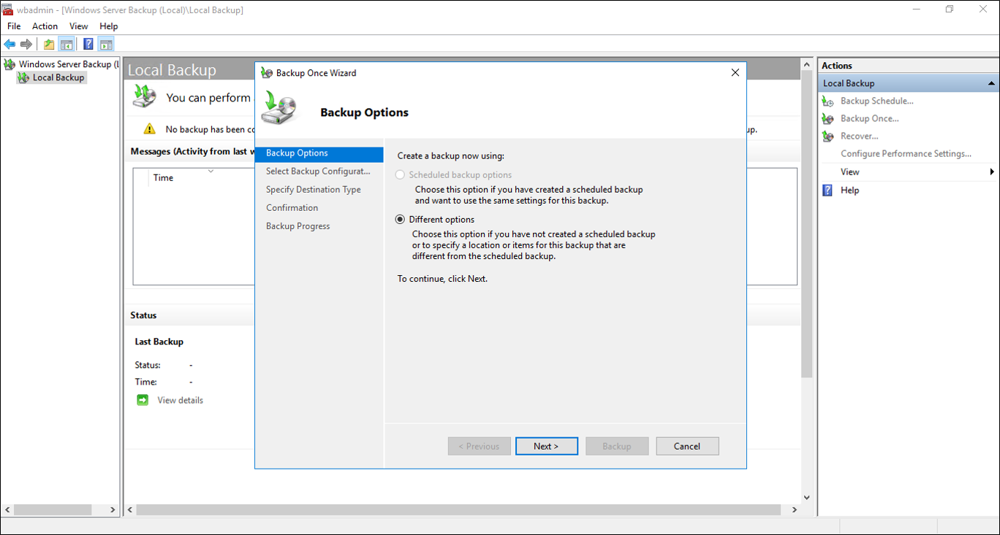 wbadmin - [Windows Server Backup (Local)\Local Backup]
File Action View Help
Windows Server Backup (L
Local Backup
Local Backup
You can perform
No backup has been co
up.
Messages (Activity from last w
Time
Status
Last Backup
Status: -
Time: -
View details
Backup Once Wizard
Backup Options
Backup Options
Select Backup Configurat...
Specify Destination Type
Confirmation
Backup Progress
Create a backup now using:
Scheduled backup options
Choose this option if you have created a scheduled backup
and want to use the same settings for this backup.
Different options
Choose this option if you have not created a scheduled backup
or to specify a location or items for this backup that are
different from the scheduled backup.
To continue, click Next.
< Previous Next > Backup Cancel
Actions
Local Backup
Backup Schedule...
Backup Once...
Recover...
Configure Performance Settings...
View
Help